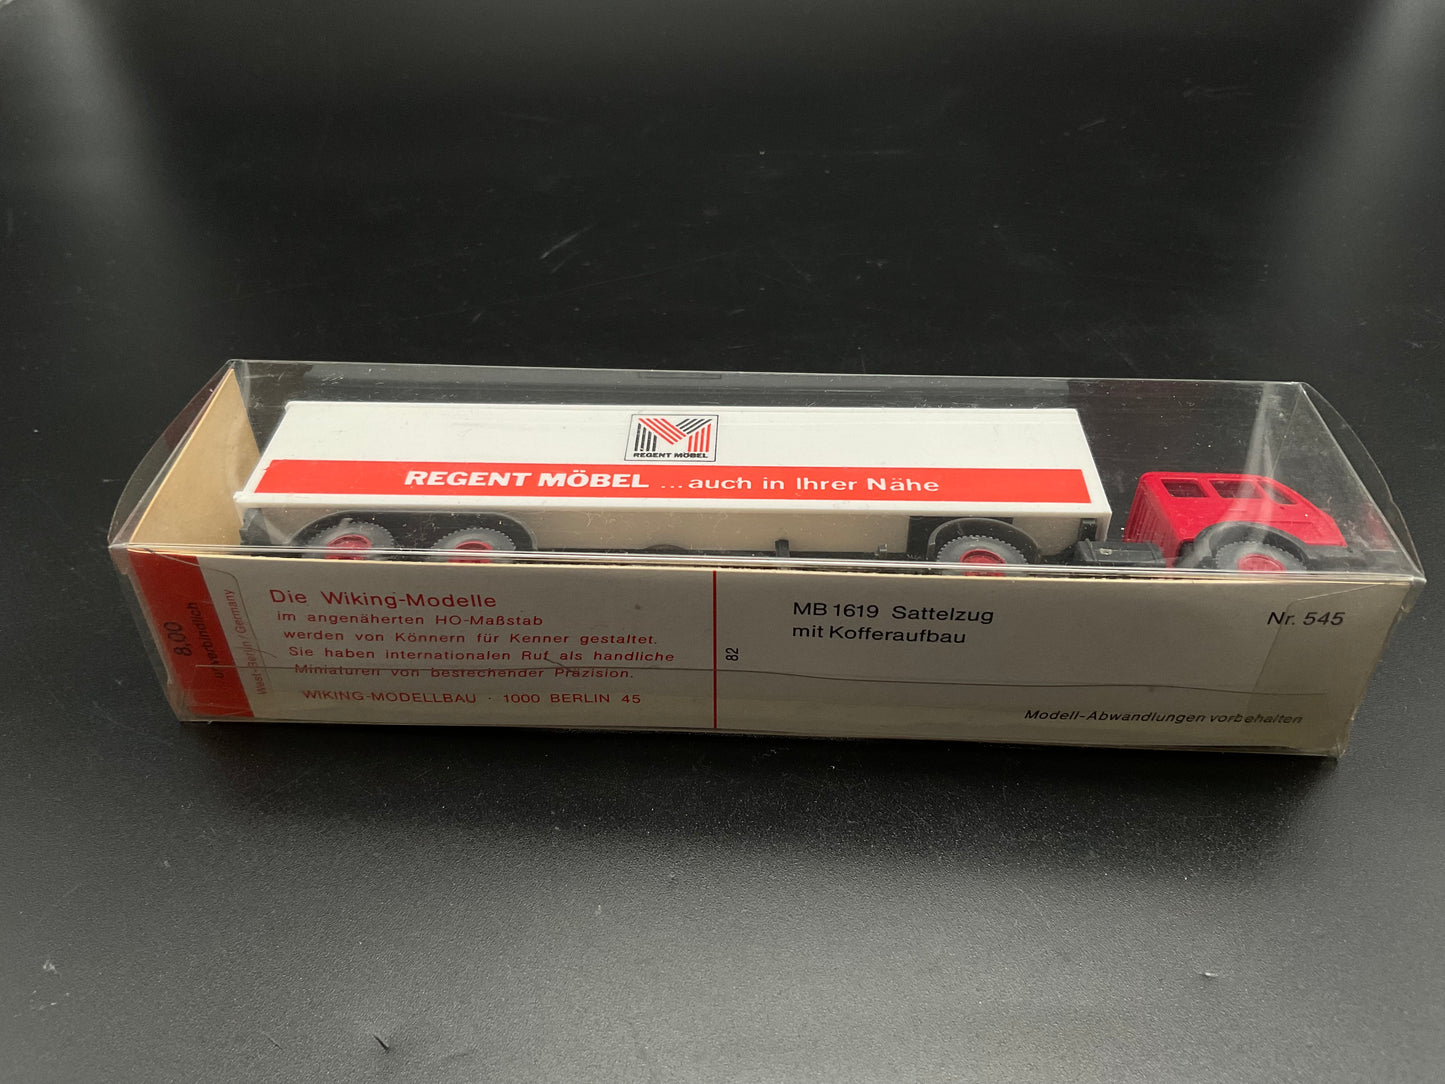 REGENT MÖBEL
REGENT MÖBEL ...auch in Ihrer Nähe
8,00
unverbindlich
West-Berlin/Germany
Die Wiking-Modelle
im angenäherten HO-Maßstab
werden von Könnern für Kenner gestaltet.
Sie haben internationalen Ruf als handliche
Miniaturen von bestechender Präzision.
WIKING-MODELLBAU · 1000 BERLIN 45
82
MB 1619 Sattelzug
mit Kofferaufbau
Nr. 545
Modell-Abwandlungen vorbehalten